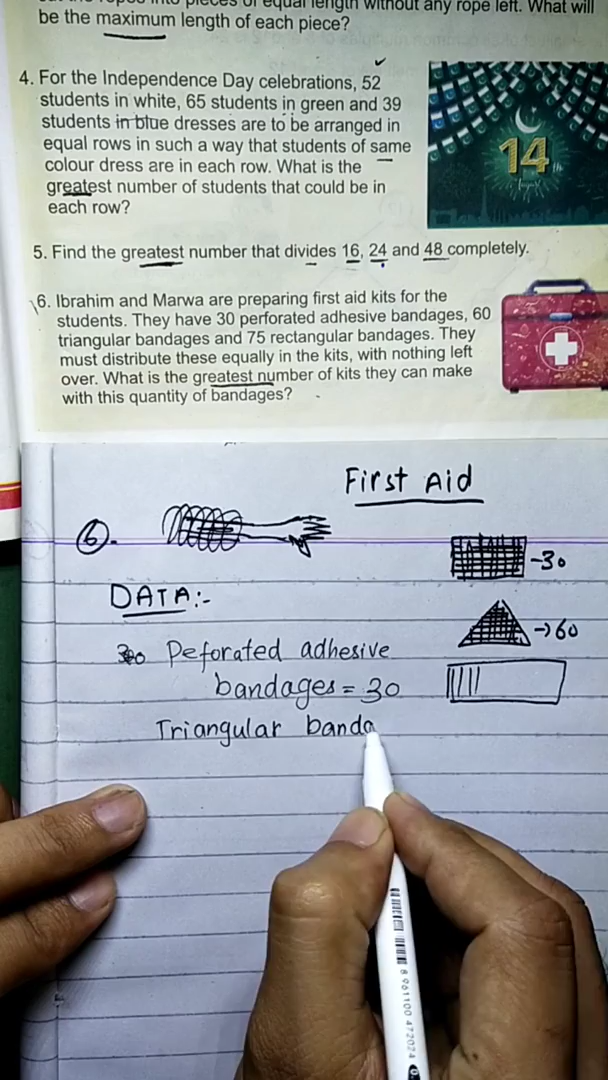 be the maximum length of each piece?
4. For the Independence Day celebrations, 52
students in white, 65 students in green and 39
students in blue dresses are to be arranged in
equal rows in such a way that students of same
colour dress are in each row. What is the
greatest number of students that could be in
each row?
14
5. Find the greatest number that divides 16, 24 and 48 completely.
6. Ibrahim and Marwa are preparing first aid kits for the
students. They have 30 perforated adhesive bandages, 60
triangular bandages and 75 rectangular bandages. They
must distribute these equally in the kits, with nothing left
over. What is the greatest number of kits they can make
with this quantity of bandages?
First Aid
6.
-30
DATA:-
→60
Peforated adhesive
bandages = 30
Triangular banda
8 901100 472024